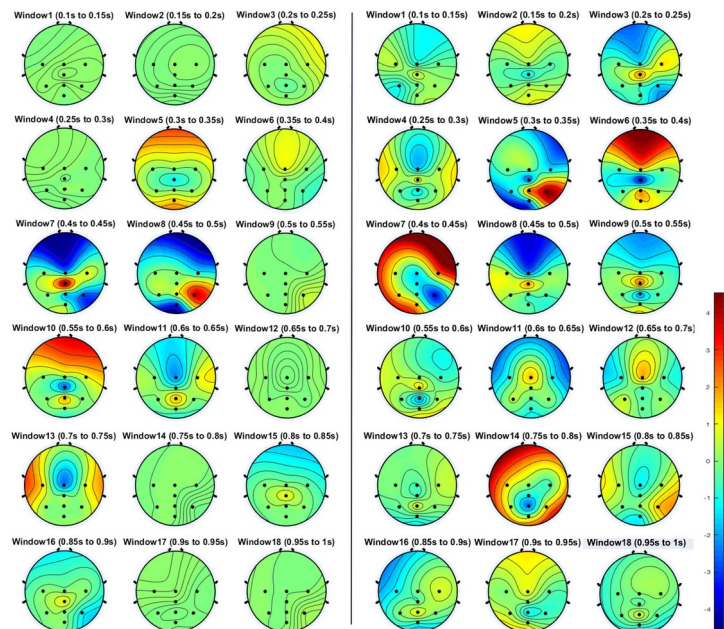 Window1 (0.1s to 0.15s) Window2 (0.15s to 0.2s) Window3 (0.2s to 0.25s)
Window4 (0.25s to 0.3s) Window5 (0.3s to 0.35s) Window6 (0.35s to 0.4s)
Window7 (0.4s to 0.45s) Window8 (0.45s to 0.5s) Window9 (0.5s to 0.55s)
Window10 (0.55s to 0.6s) Window11 (0.6s to 0.65s) Window12 (0.65s to 0.7s)
Window13 (0.7s to 0.75s) Window14 (0.75s to 0.8s) Window15 (0.8s to 0.85s)
Window16 (0.85s to 0.9s) Window17 (0.9s to 0.95s) Window18 (0.95s to 1s)
Window1 (0.1s to 0.15s) Window2 (0.15s to 0.2s) Window3 (0.2s to 0.25s)
Window4 (0.25s to 0.3s) Window5 (0.3s to 0.35s) Window6 (0.35s to 0.4s)
Window7 (0.4s to 0.45s) Window8 (0.45s to 0.5s) Window9 (0.5s to 0.55s)
Window10 (0.55s to 0.6s) Window11 (0.6s to 0.65s) Window12 (0.65s to 0.7s)
Window13 (0.7s to 0.75s) Window14 (0.75s to 0.8s) Window15 (0.8s to 0.85s)
Window16 (0.85s to 0.9s) Window17 (0.9s to 0.95s) Window18 (0.95s to 1s)
4
3
2
1
0
-1
-2
-3
-4